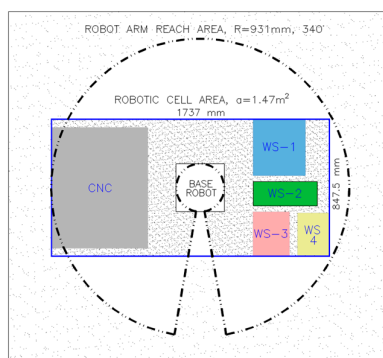 ROBOT ARM REACH AREA, R=931mm, 340°
ROBOTIC CELL AREA, a=1.47m²
1737 mm
WS-1
CNC
BASE
ROBOT
WS-2
847.5 mm
WS-3
WS
4